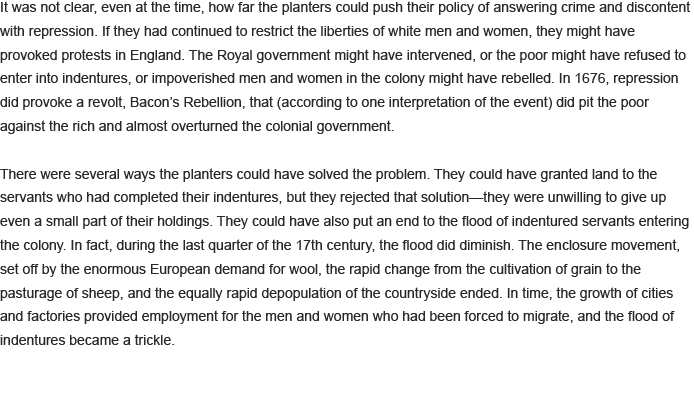 It was not clear, even at the time, how far the planters could push their policy of answering crime and discontent
with repression. If they had continued to restrict the liberties of white men and women, they might have
provoked protests in England. The Royal government might have intervened, or the poor might have refused to
enter into indentures, or impoverished men and women in the colony might have rebelled. In 1676, repression
did provoke a revolt, Bacon’s Rebellion, that (according to one interpretation of the event) did pit the poor
against the rich and almost overturned the colonial government.

There were several ways the planters could have solved the problem. They could have granted land to the
servants who had completed their indentures, but they rejected that solution—they were unwilling to give up
even a small part of their holdings. They could have also put an end to the flood of indentured servants entering
the colony. In fact, during the last quarter of the 17th century, the flood did diminish. The enclosure movement,
set off by the enormous European demand for wool, the rapid change from the cultivation of grain to the
pasturage of sheep, and the equally rapid depopulation of the countryside ended. In time, the growth of cities
and factories provided employment for the men and women who had been forced to migrate, and the flood of
indentures became a trickle.